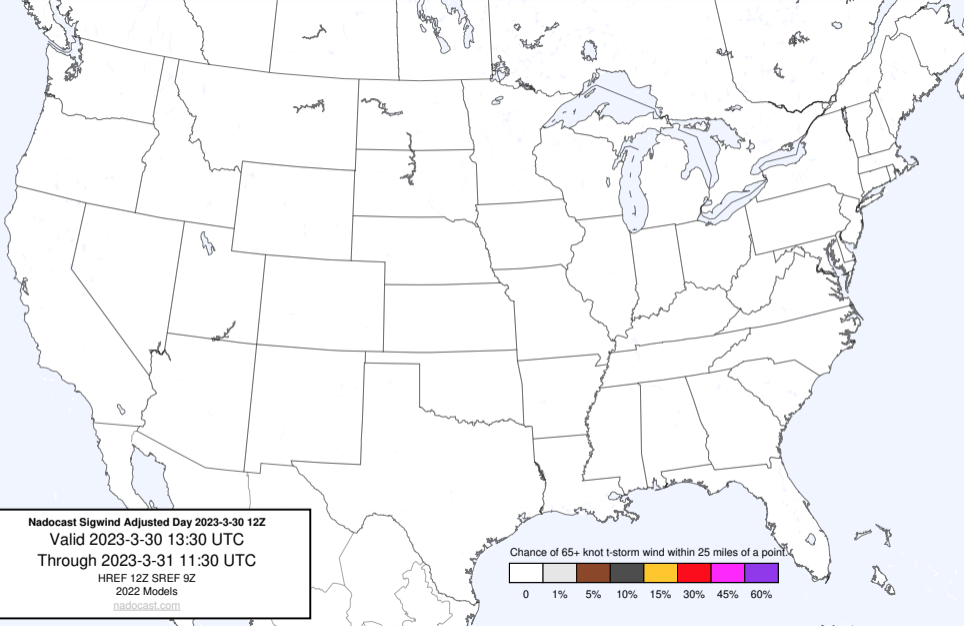 Nadocast Sigwind Adjusted Day 2023-3-30 12Z
Valid 2023-3-30 13:30 UTC
Through 2023-3-31 11:30 UTC
HREF 12Z SREF 9Z
2022 Models
nadocast.com
Chance of 65+ knot t-storm wind within 25 miles of a point.
0 1% 5% 10% 15% 30% 45% 60%